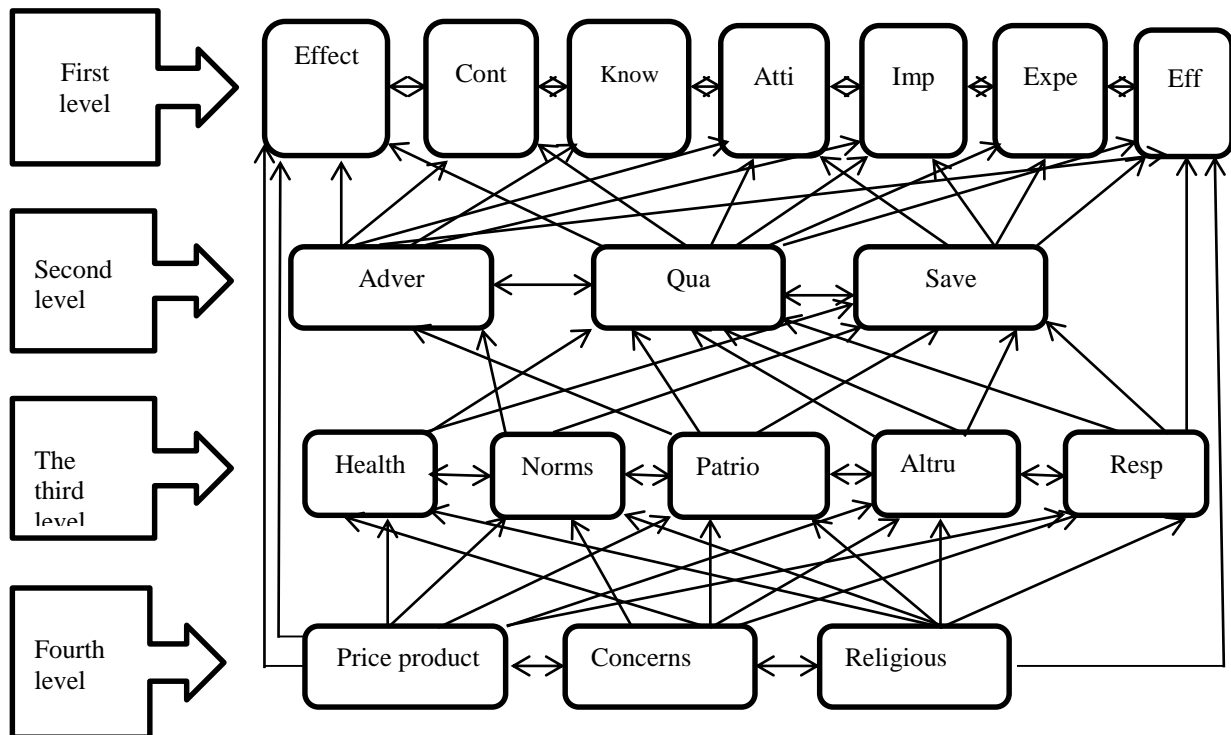 First
level
Effect
Cont
Know
Atti
Imp
Expe
Eff
Second
level
Adver
Qua
Save
The
third
level
Health
Norms
Patrio
Altru
Resp
Fourth
level
Price product
Concerns
Religious